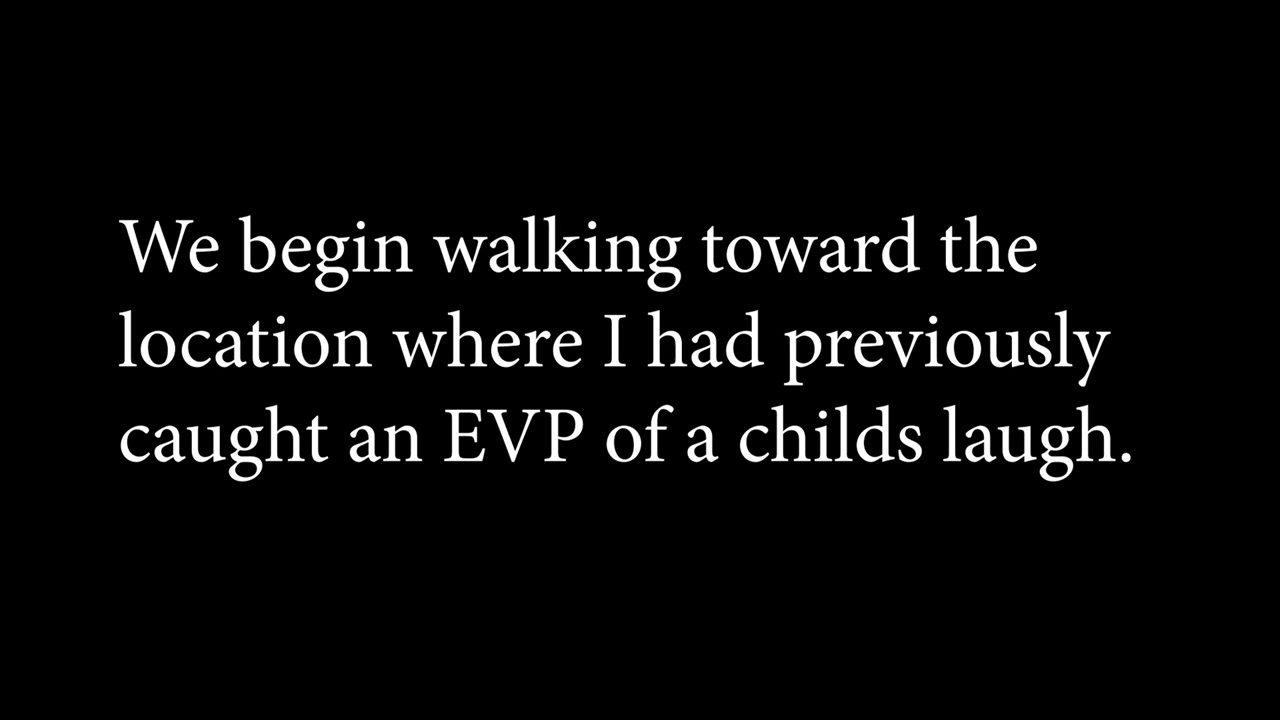 We begin walking toward the
location where I had previously
caught an EVP of a childs laugh.